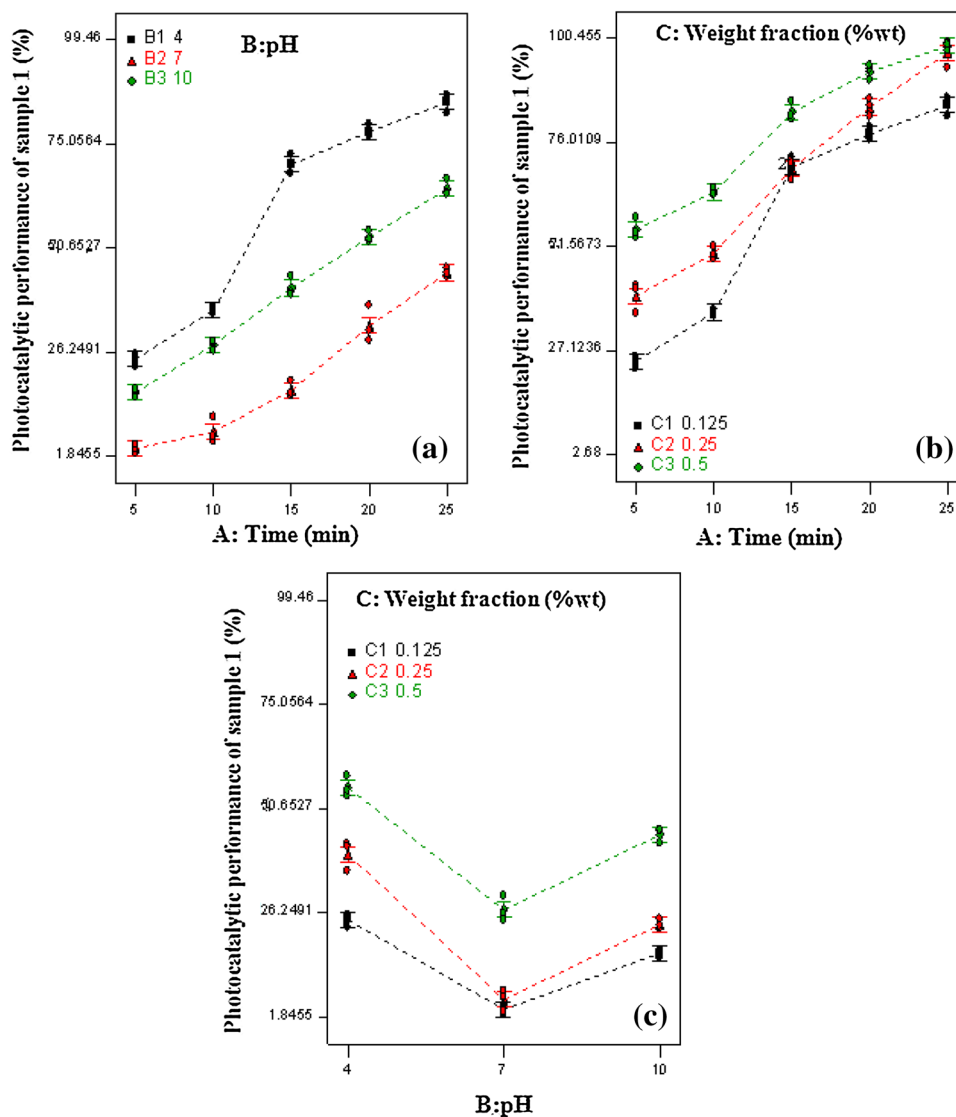 Photocatalytic performance of sample 1 (%)
99.46
B1 4
B2 7
B3 10
B:pH
75.0564
26.2491
1.8455
(a)
5 10 15 20 25
A: Time (min)
Photocatalytic performance of sample 1 (%)
C: Weight fraction (%wt)
100.455
76.0109
2
27.1236
2.68
C1 0.125
C2 0.25
C3 0.5
(b)
5 10 15 20 25
A: Time (min)
Photocatalytic performance of sample 1 (%)
99.46
C: Weight fraction (%wt)
C1 0.125
C2 0.25
C3 0.5
75.0564
26.2491
1.8455
(c)
4 7 10
B:pH